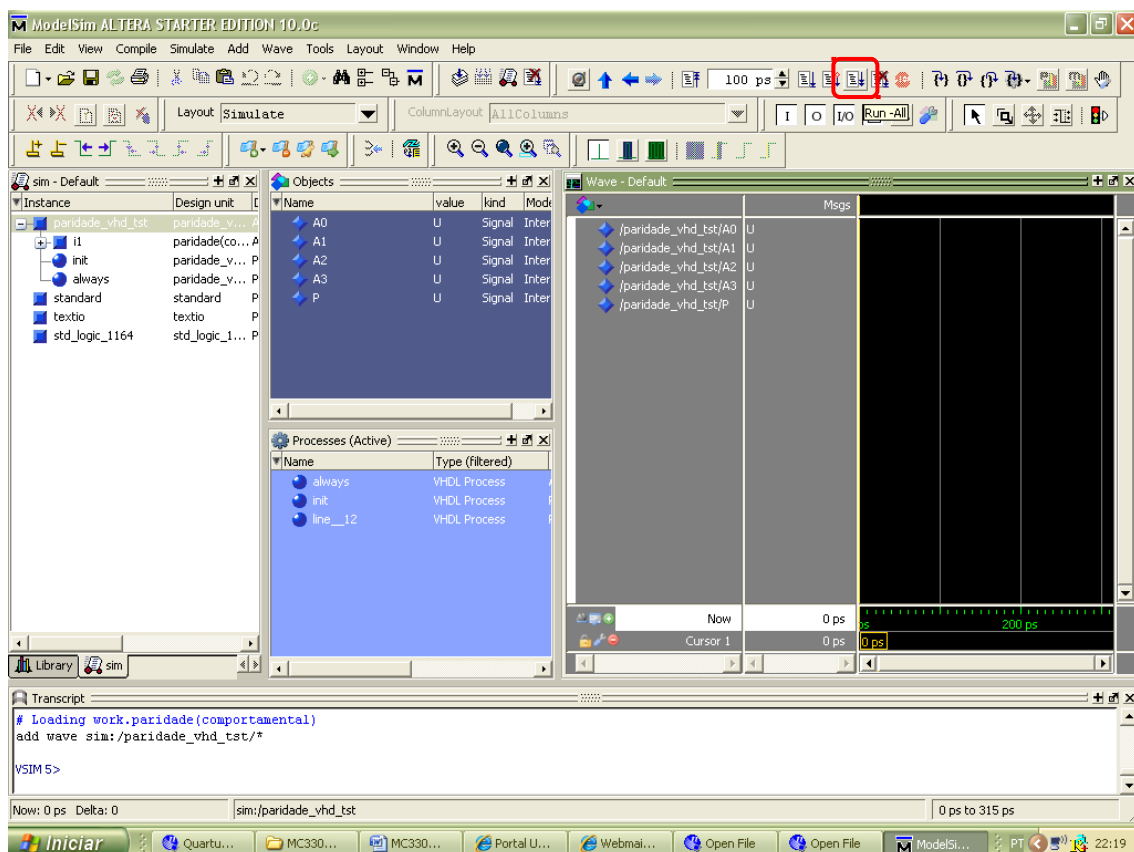 ModelSim ALTERA STARTER EDITION 10.0c
File Edit View Compile Simulate Add Wave Tools Layout Window Help
100 ps
Layout Simulate
ColumnLayout AllColumns
I O I/O Run -All
sim - Default
Instance Design unit
paridade_vhd_tst paridade_v... A
i1 paridade(co... A
init paridade_v... P
always paridade_v... P
standard standard P
textio textio P
std_logic_1164 std_logic_1... P
Library sim
Objects
Name value kind Mode
A0 U Signal Inter
A1 U Signal Inter
A2 U Signal Inter
A3 U Signal Inter
P U Signal Inter
Processes (Active)
Name Type (filtered)
always VHDL Process
init VHDL Process
line__12 VHDL Process
Wave - Default
Msgs
/paridade_vhd_tst/A0 U
/paridade_vhd_tst/A1 U
/paridade_vhd_tst/A2 U
/paridade_vhd_tst/A3 U
/paridade_vhd_tst/P U
Now 0 ps ps 200 ps
Cursor 1 0 ps 0 ps
Transcript
# Loading work.paridade(comportamental)
add wave sim:/paridade_vhd_tst/*
VSIM 5>
Now: 0 ps Delta: 0 sim:/paridade_vhd_tst 0 ps to 315 ps
Iniciar Quartu... MC330... MC330... Portal U... Webmai... Open File Open File ModelSi... PT 22:19